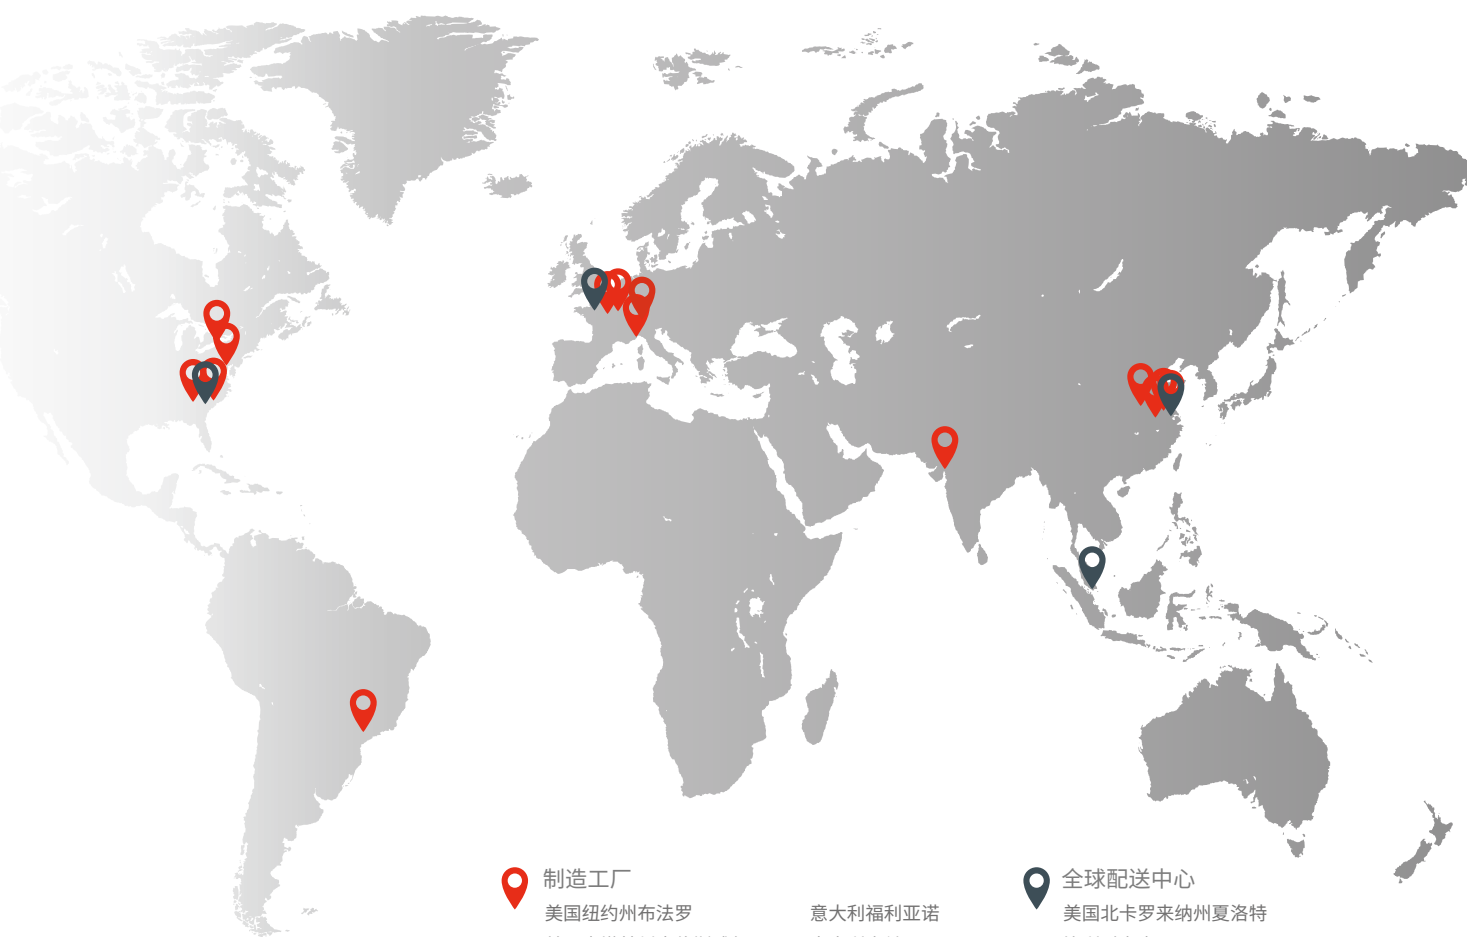 制造工厂
全球配送中心
美国纽约州布法罗
意大利福利亚诺
美国北卡罗来纳州夏洛特